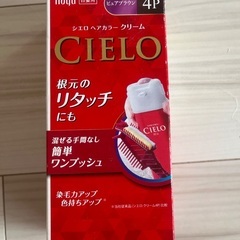 hoyu
ピュアブラウン
4P
シエロ ヘアカラー クリーム
CIELO
根元の
リタッチ
にも
混ぜる手間なし
簡単
ワンプッシュ
CIELO
染毛力アップ
色持ちアップ